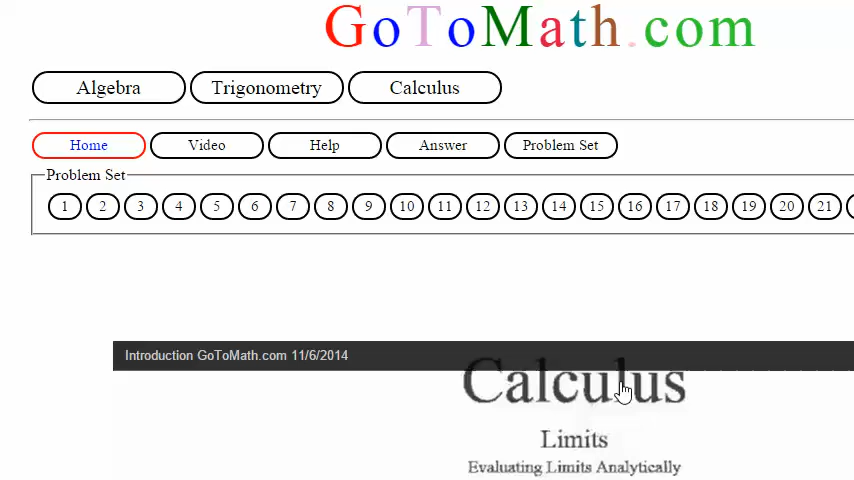 GoToMath.com
Algebra Trigonometry Calculus
Home Video Help Answer Problem Set
Problem Set
1 2 3 4 5 6 7 8 9 10 11 12 13 14 15 16 17 18 19 20 21
Introduction GoToMath.com 11/6/2014
Calculus
Limits
Evaluating Limits Analytically